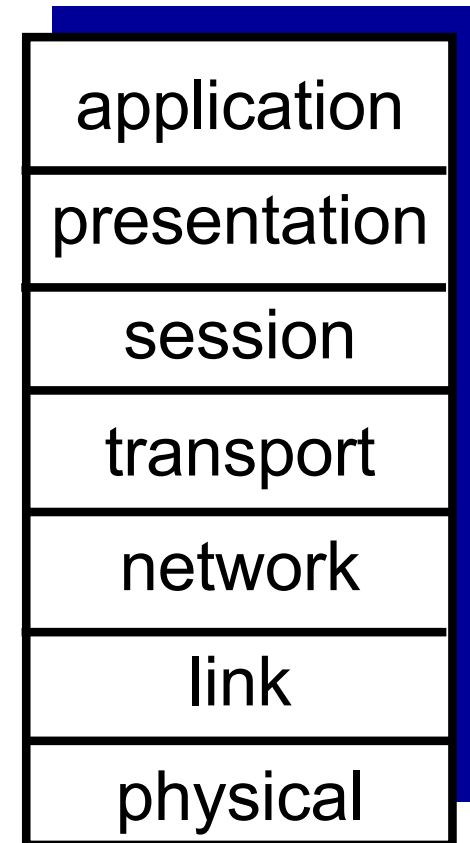 application
presentation
session
transport
network
link
physical